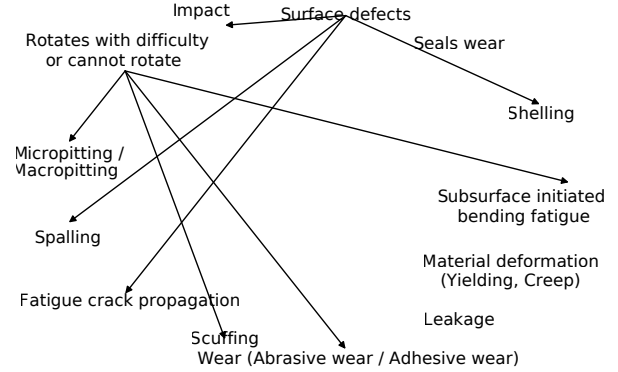 Impact
Surface defects
Rotates with difficulty
or cannot rotate
Seals wear
Shelling
Micropitting /
Macropitting
Subsurface initiated
bending fatigue
Spalling
Material deformation
(Yielding, Creep)
Fatigue crack propagation
Leakage
Scuffing
Wear (Abrasive wear / Adhesive wear)